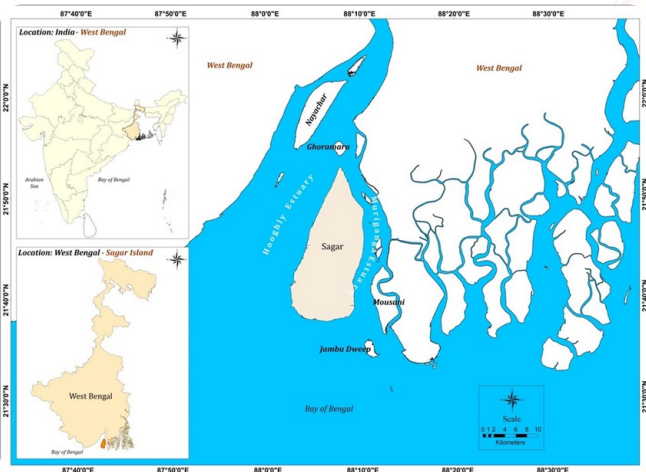 87°40'0"E 87°50'0"E 88°0'0"E 88°10'0"E 88°20'0"E 88°30'0"E
Location: India - West Bengal
Arabian
Sea
Bay of Bengal
Location: West Bengal - Sagar Island
West Bengal
Bay of Bengal
West Bengal
West Bengal
Nayachar
Ghoramara
Hooghly Estuary
Muriganga Estuary
Sagar
Mousani
Jambu Dweep
Bay of Bengal
Scale
0 1 2 4 6 8 10
Kilometers
22°0'0"N
21°50'0"N
21°40'0"N
21°30'0"N
87°40'0"E 87°50'0"E 88°0'0"E 88°10'0"E 88°20'0"E 88°30'0"E